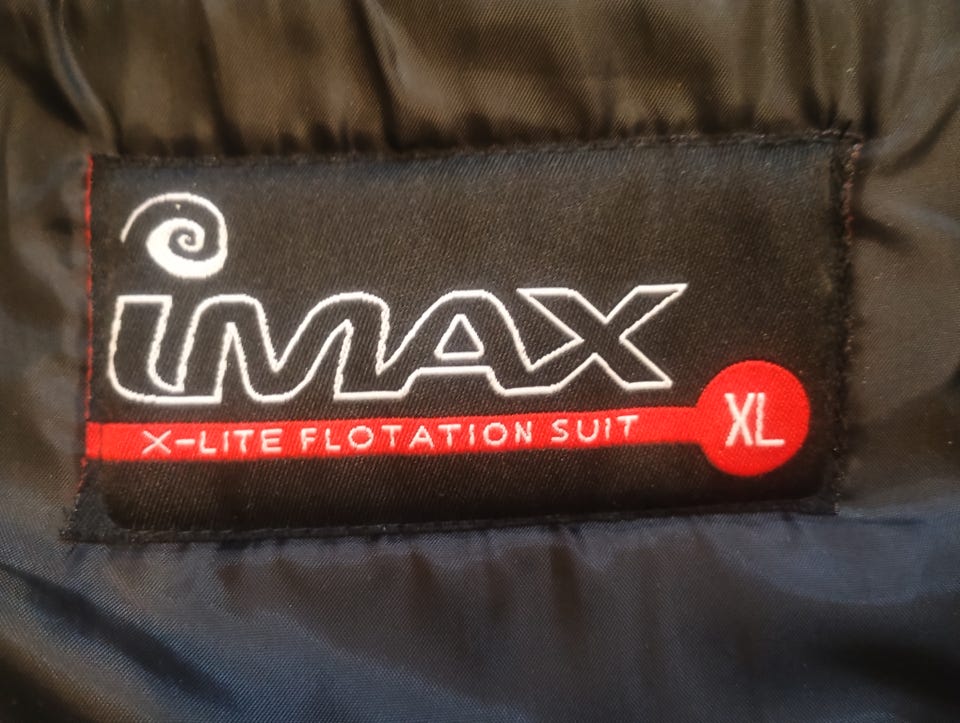 iMAX
X-LITE FLOTATION SUIT
XL